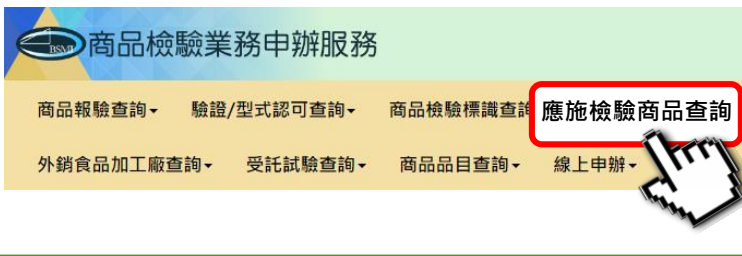 BSMI 商品檢驗業務申辦服務
商品報驗查詢 驗證/型式認可查詢 商品檢驗標識查詢 應施檢驗商品查詢
外銷食品加工廠查詢 受託試驗查詢 商品品目查詢 線上申辦